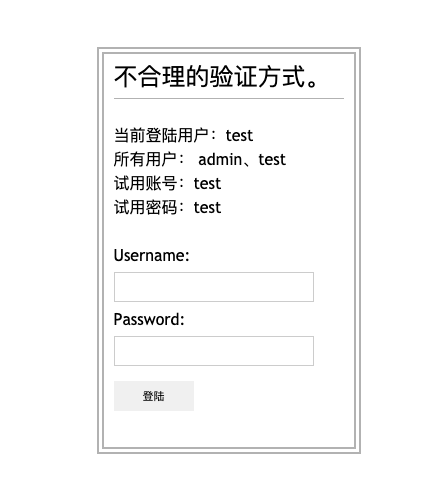 不合理的验证方式。
当前登陆用户：test
所有用户： admin、test
试用账号：test
试用密码：test
Username:
Password:
登陆